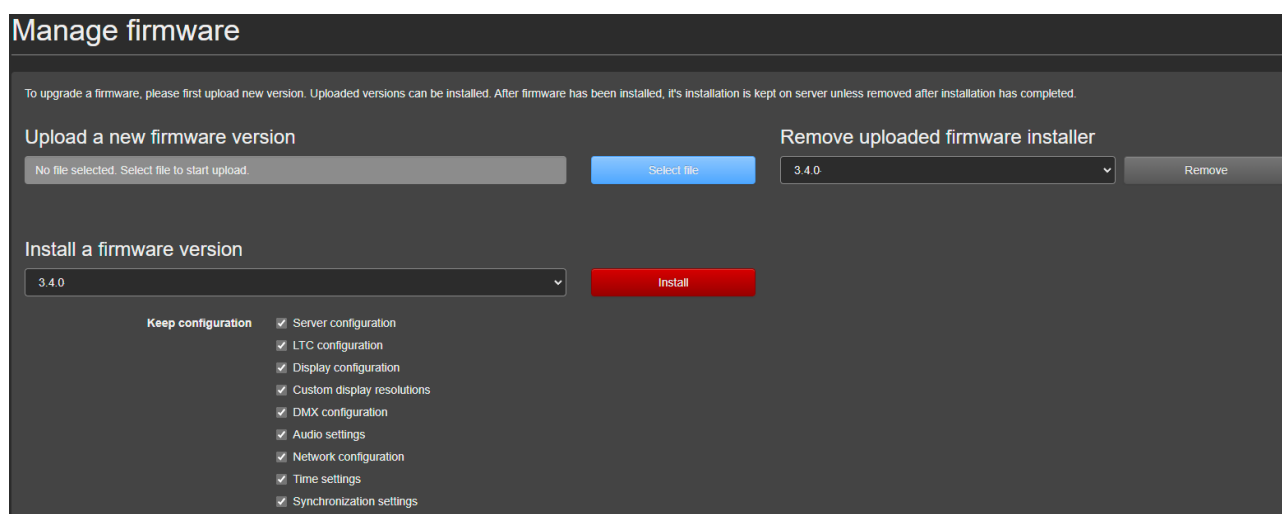 Manage firmware
To upgrade a firmware, please first upload new version. Uploaded versions can be installed. After firmware has been installed, it's installation is kept on server unless removed after installation has completed.
Upload a new firmware version
No file selected. Select file to start upload.
Select file
Remove uploaded firmware installer
3.4.0
Remove
Install a firmware version
3.4.0
Install
Keep configuration
Server configuration
LTC configuration
Display configuration
Custom display resolutions
DMX configuration
Audio settings
Network configuration
Time settings
Synchronization settings